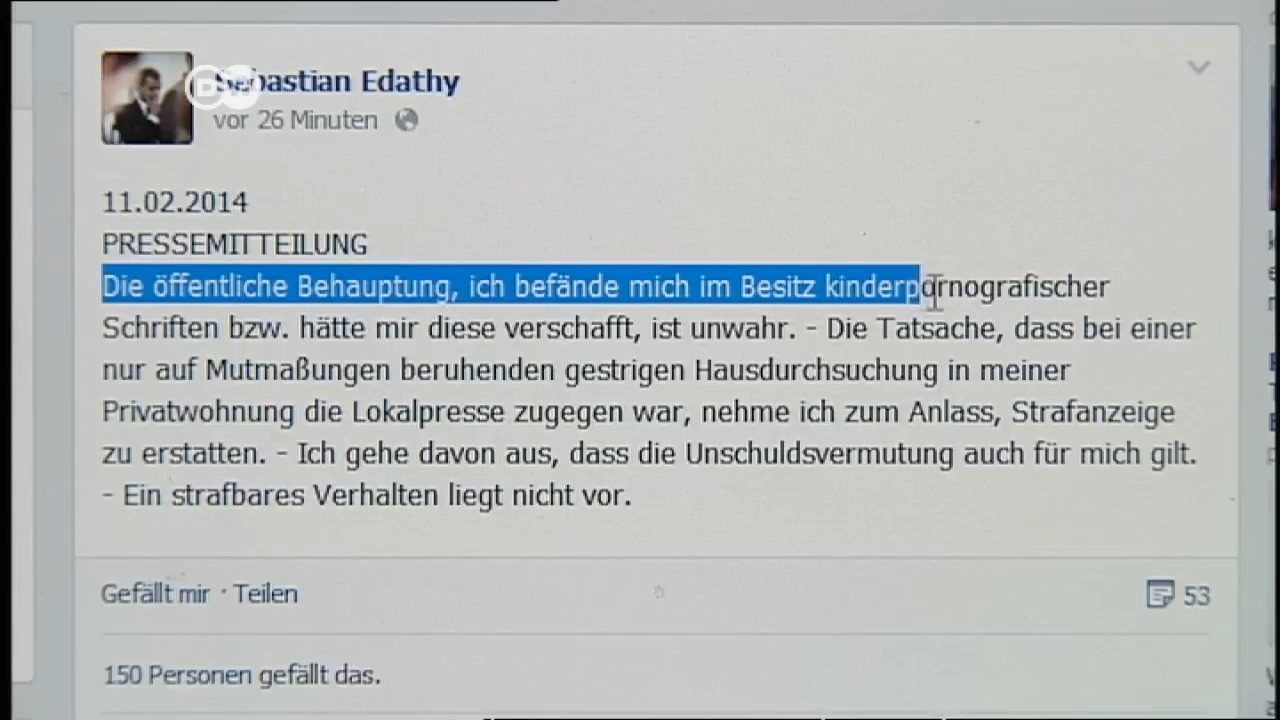 DW
Sebastian Edathy
vor 26 Minuten
11.02.2014
PRESSEMITTEILUNG
Die öffentliche Behauptung, ich befände mich im Besitz kinderpornografischer
Schriften bzw. hätte mir diese verschafft, ist unwahr. - Die Tatsache, dass bei einer
nur auf Mutmaßungen beruhenden gestrigen Hausdurchsuchung in meiner
Privatwohnung die Lokalpresse zugegen war, nehme ich zum Anlass, Strafanzeige
zu erstatten. - Ich gehe davon aus, dass die Unschuldsvermutung auch für mich gilt.
- Ein strafbares Verhalten liegt nicht vor.
Gefällt mir · Teilen
53
150 Personen gefällt das.